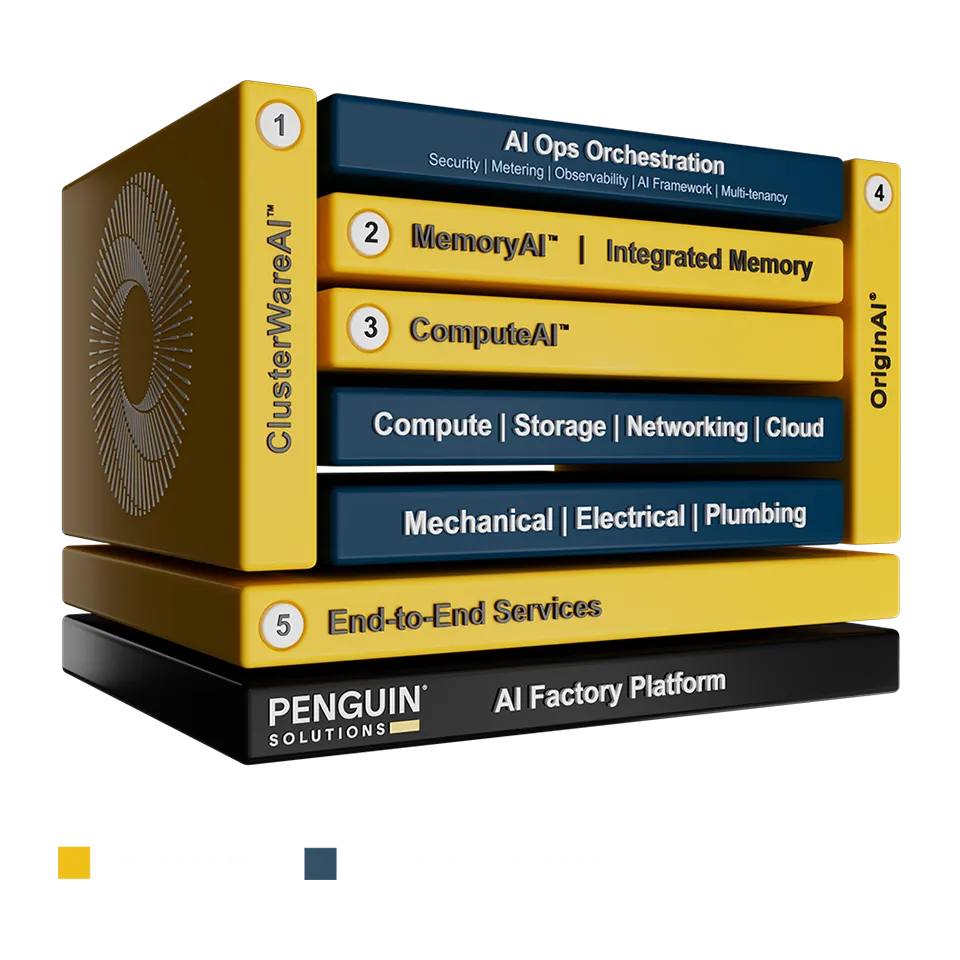 1
ClusterWareAI™
AI Ops Orchestration
Security | Metering | Observability | AI Framework | Multi-tenancy
2 MemoryAI™ | Integrated Memory
3 ComputeAI™
Compute | Storage | Networking | Cloud
Mechanical | Electrical | Plumbing
4
OriginAI®
5 End-to-End Services
PENGUIN®
SOLUTIONS
AI Factory Platform